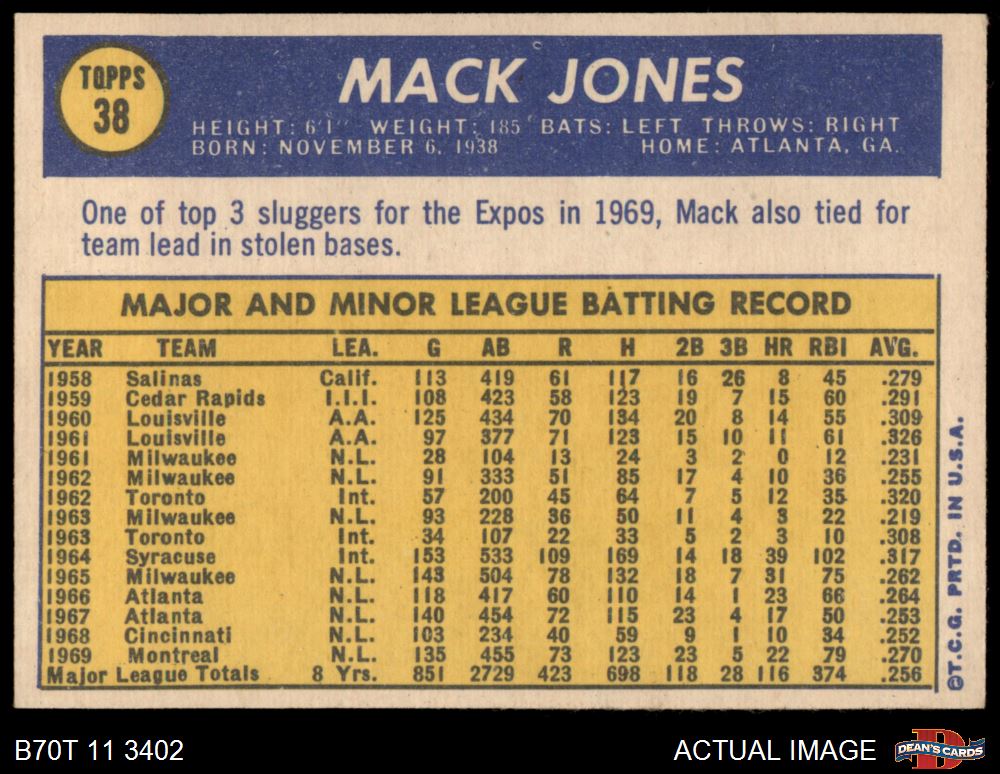 TOPPS
38
MACK JONES
HEIGHT: 6'1" WEIGHT: 185 BATS: LEFT THROWS: RIGHT
BORN: NOVEMBER 6, 1938 HOME: ATLANTA, GA.
One of top 3 sluggers for the Expos in 1969, Mack also tied for
team lead in stolen bases.
MAJOR AND MINOR LEAGUE BATTING RECORD
YEAR TEAM LEA. G AB R H 2B 3B HR RBI AVG.
1958 Salinas Calif. 113 419 61 117 16 26 8 45 .279
1959 Cedar Rapids I.I.I. 108 423 58 123 19 7 15 60 .291
1960 Louisville A.A. 125 434 70 134 20 8 14 55 .309
1961 Louisville A.A. 97 377 71 123 15 10 11 61 .326
1961 Milwaukee N.L. 28 104 13 24 3 2 0 12 .231
1962 Milwaukee N.L. 91 333 51 85 17 4 10 36 .255
1962 Toronto Int. 57 200 45 64 7 5 12 35 .320
1963 Milwaukee N.L. 93 228 36 50 11 4 3 22 .219
1963 Toronto Int. 34 107 22 33 5 2 3 10 .308
1964 Syracuse Int. 153 533 109 169 14 18 39 102 .317
1965 Milwaukee N.L. 143 504 78 132 18 7 31 75 .262
1966 Atlanta N.L. 118 417 60 110 14 1 23 66 .264
1967 Atlanta N.L. 140 454 72 115 23 4 17 50 .253
1968 Cincinnati N.L. 103 234 40 59 9 1 10 34 .252
1969 Montreal N.L. 135 455 73 123 23 5 22 79 .270
Major League Totals 8 Yrs. 851 2729 423 698 118 28 116 374 .256
©T.C.G. PRTD. IN U.S.A.
B70T 11 3402 ACTUAL IMAGE
DEAN'S CARDS